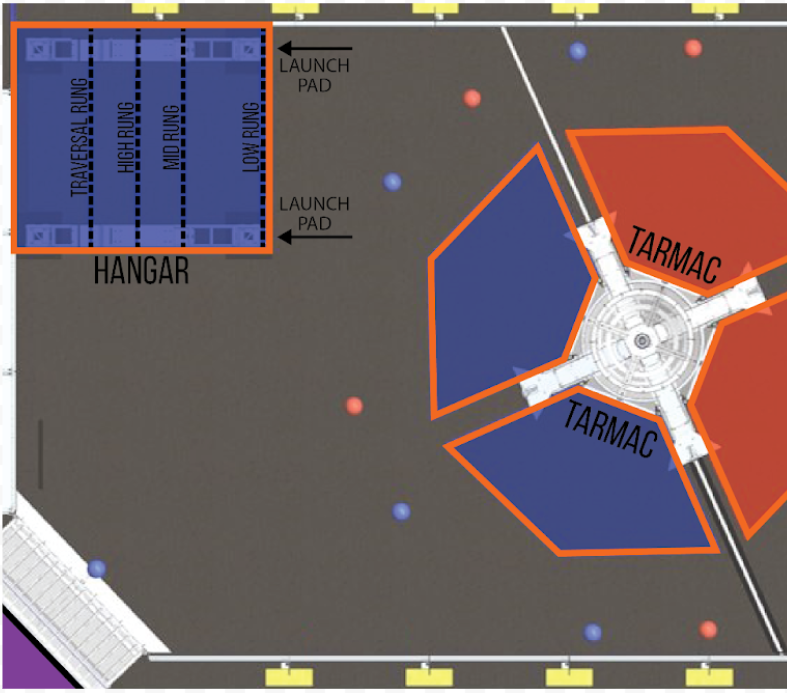 LAUNCH
PAD
TRAVERSAL RUNG
HIGH RUNG
MID RUNG
LOW RUNG
LAUNCH
PAD
HANGAR
TARMAC
TARMAC